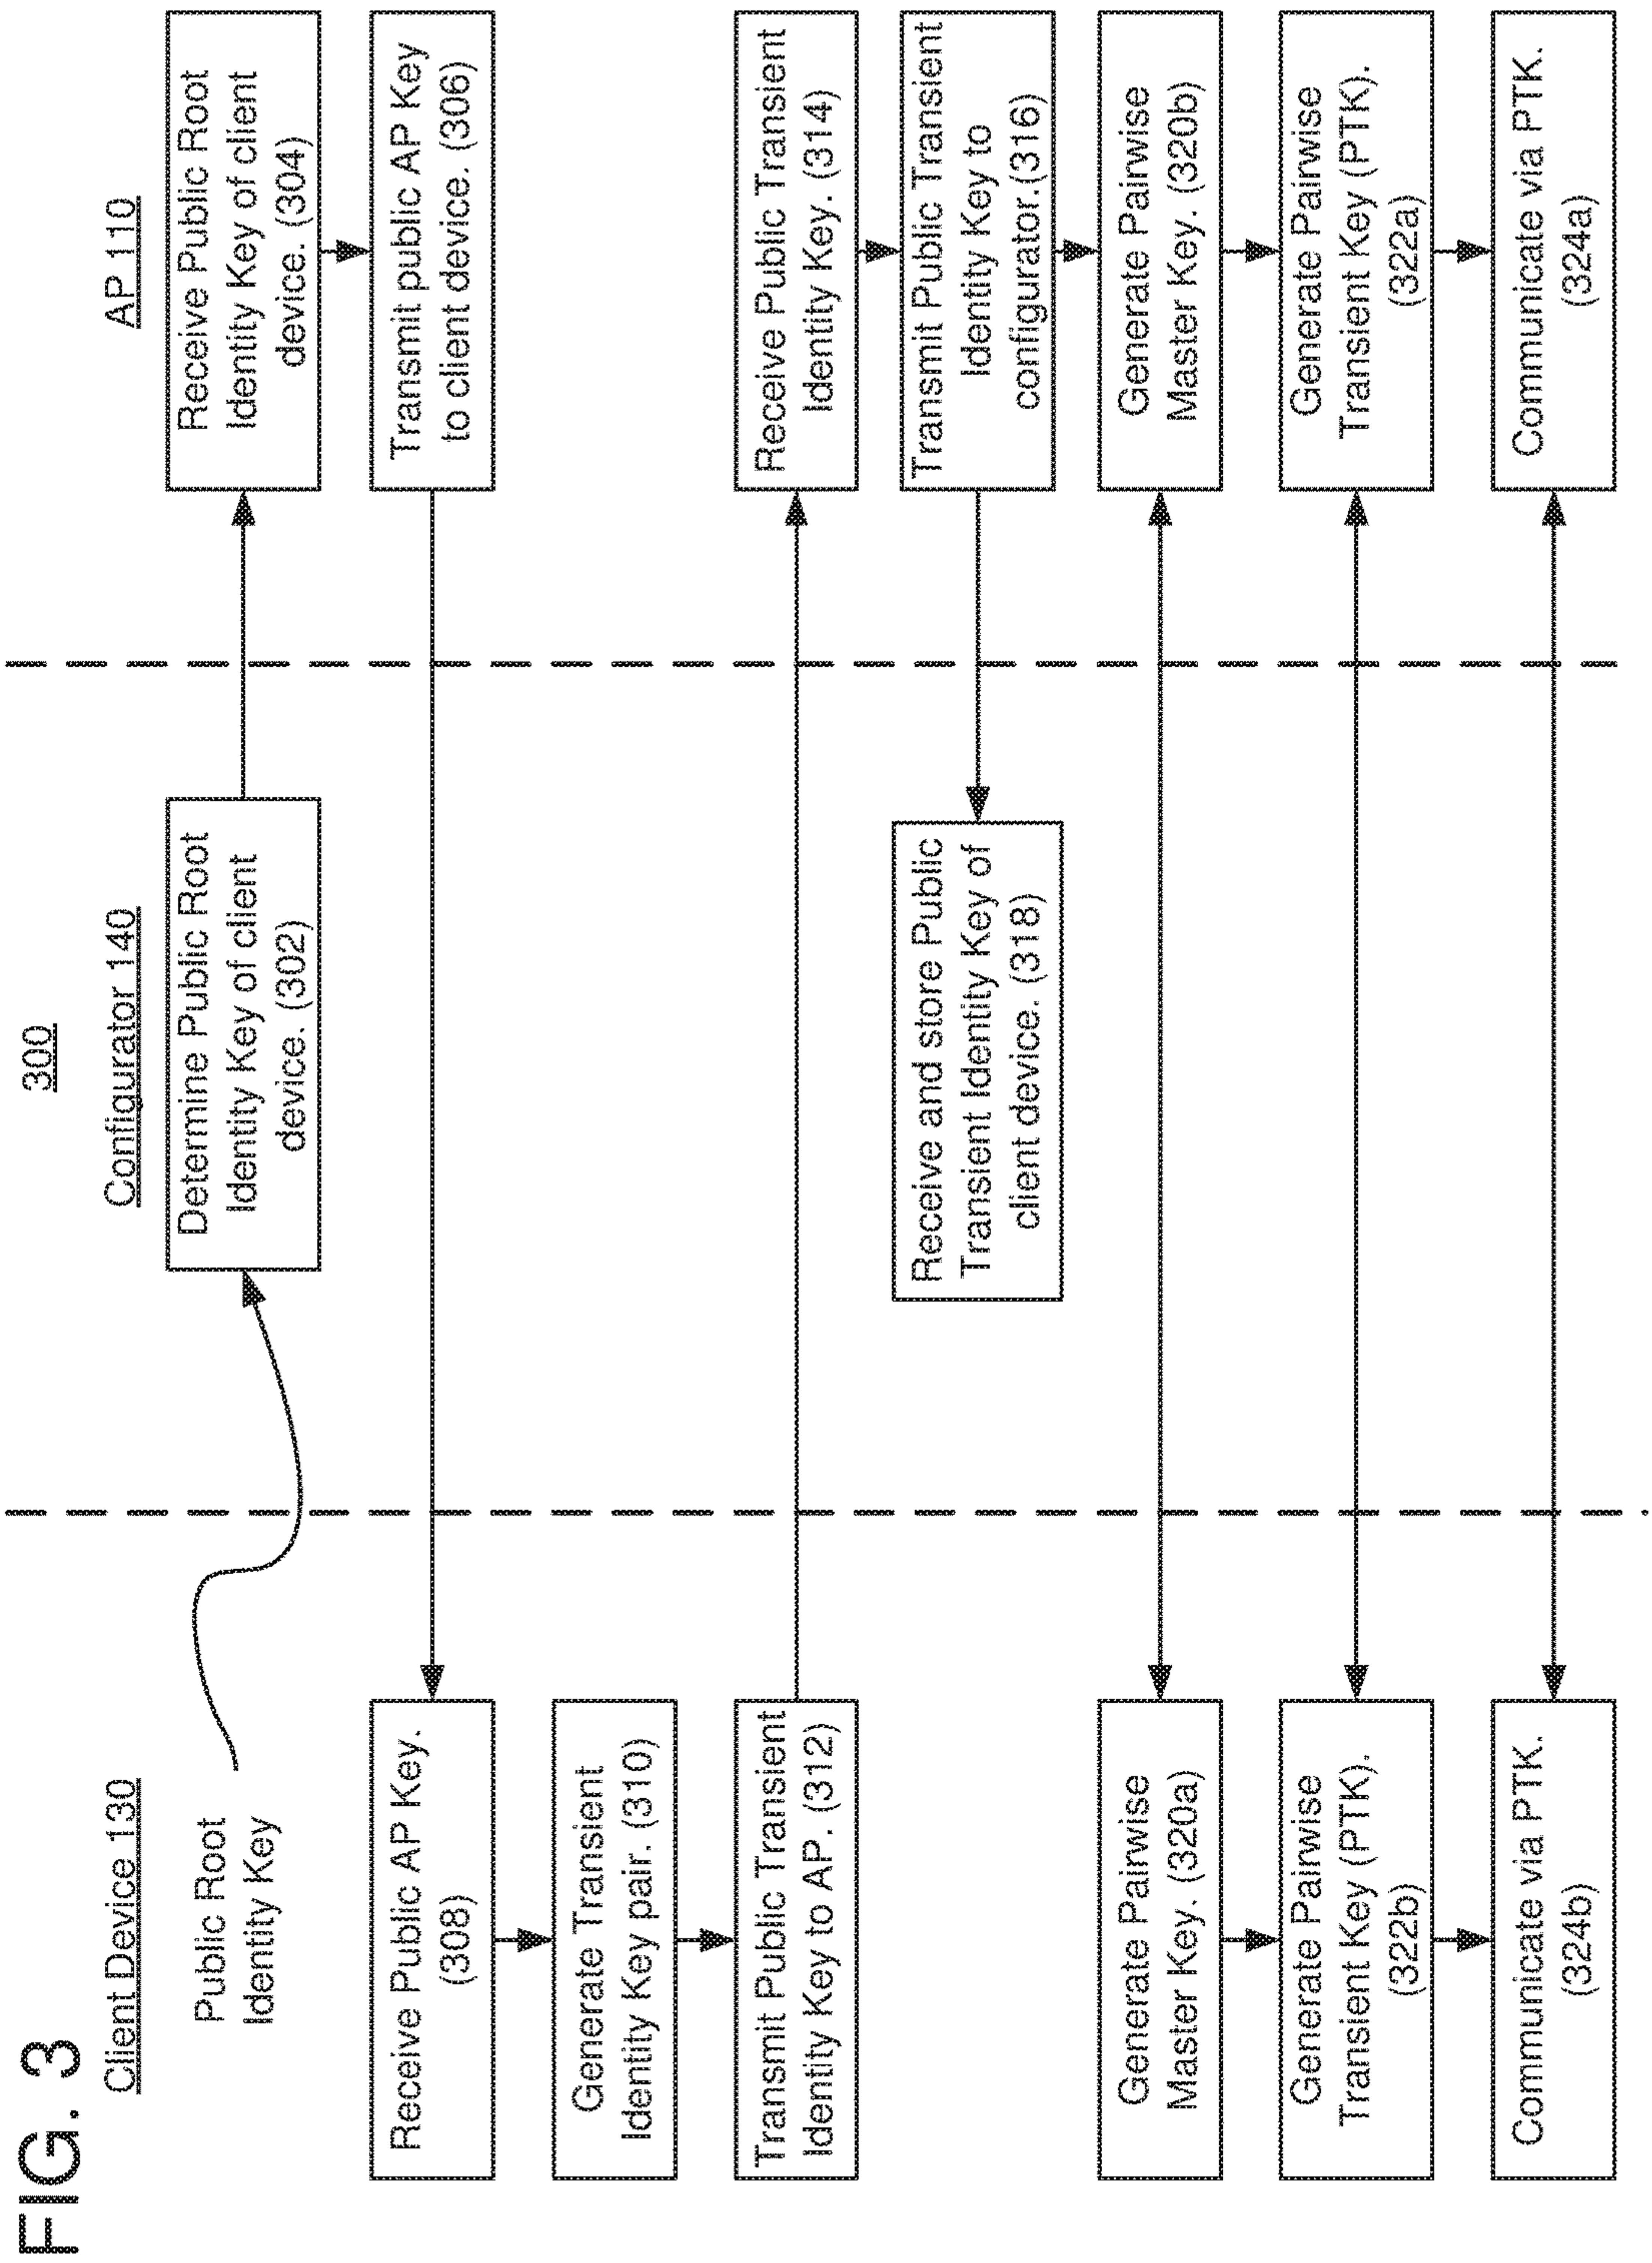 FIG. 3
300
Client Device 130
Configurator 140
AP 110
Public Root
Identity Key
Determine Public Root
Identity Key of client
device. (302)
Receive Public Root
Identity Key of client
device. (304)
Transmit public AP Key
to client device. (306)
Receive Public AP Key.
(308)
Generate Transient
Identity Key pair. (310)
Transmit Public Transient
Identity Key to AP. (312)
Receive Public Transient
Identity Key. (314)
Transmit Public Transient
Identity Key to
configurator.(316)
Receive and store Public
Transient Identity Key of
client device. (318)
Generate Pairwise
Master Key. (320a)
Generate Pairwise
Master Key. (320b)
Generate Pairwise
Transient Key (PTK).
(322b)
Generate Pairwise
Transient Key (PTK).
(322a)
Communicate via PTK.
(324b)
Communicate via PTK.
(324a)